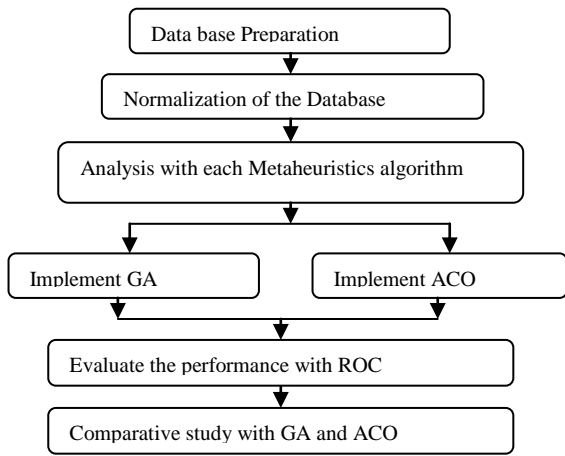 Data base Preparation
Normalization of the Database
Analysis with each Metaheuristics algorithm
Implement GA
Implement ACO
Evaluate the performance with ROC
Comparative study with GA and ACO